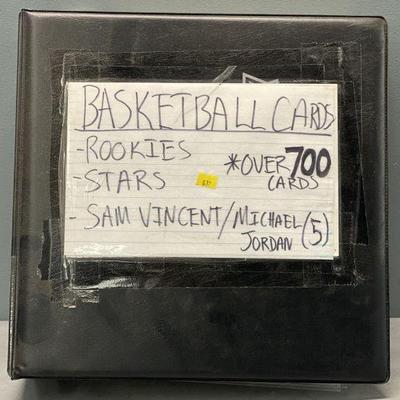 BASKETBALL CARDS
- ROOKIES
- STARS
*OVER 700
CARDS
- SAM VINCENT/MICHAEL
JORDAN (5)